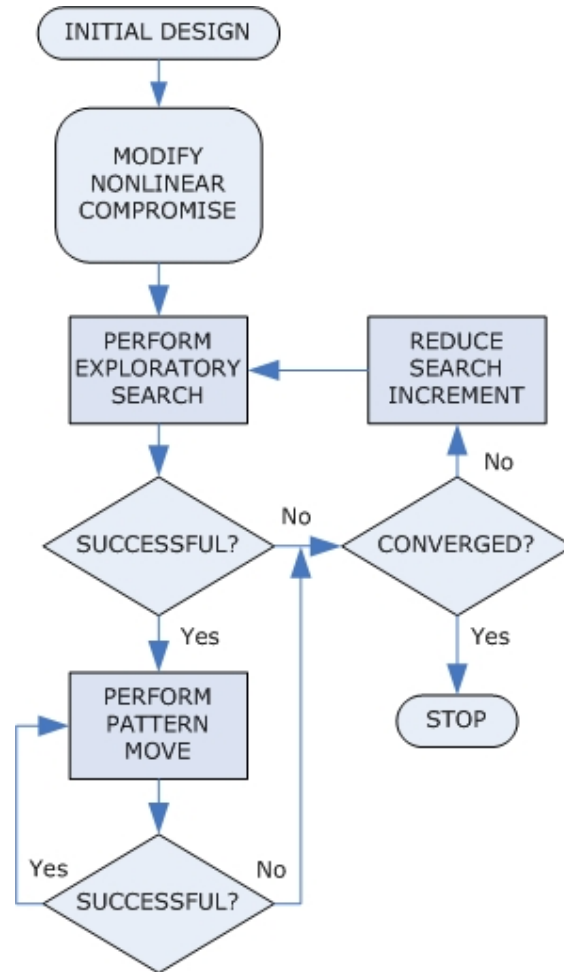 INITIAL DESIGN
MODIFY
NONLINEAR
COMPROMISE
PERFORM
EXPLORATORY
SEARCH
REDUCE
SEARCH
INCREMENT
No
SUCCESSFUL?
No
CONVERGED?
Yes
Yes
PERFORM
PATTERN
MOVE
STOP
Yes
No
SUCCESSFUL?